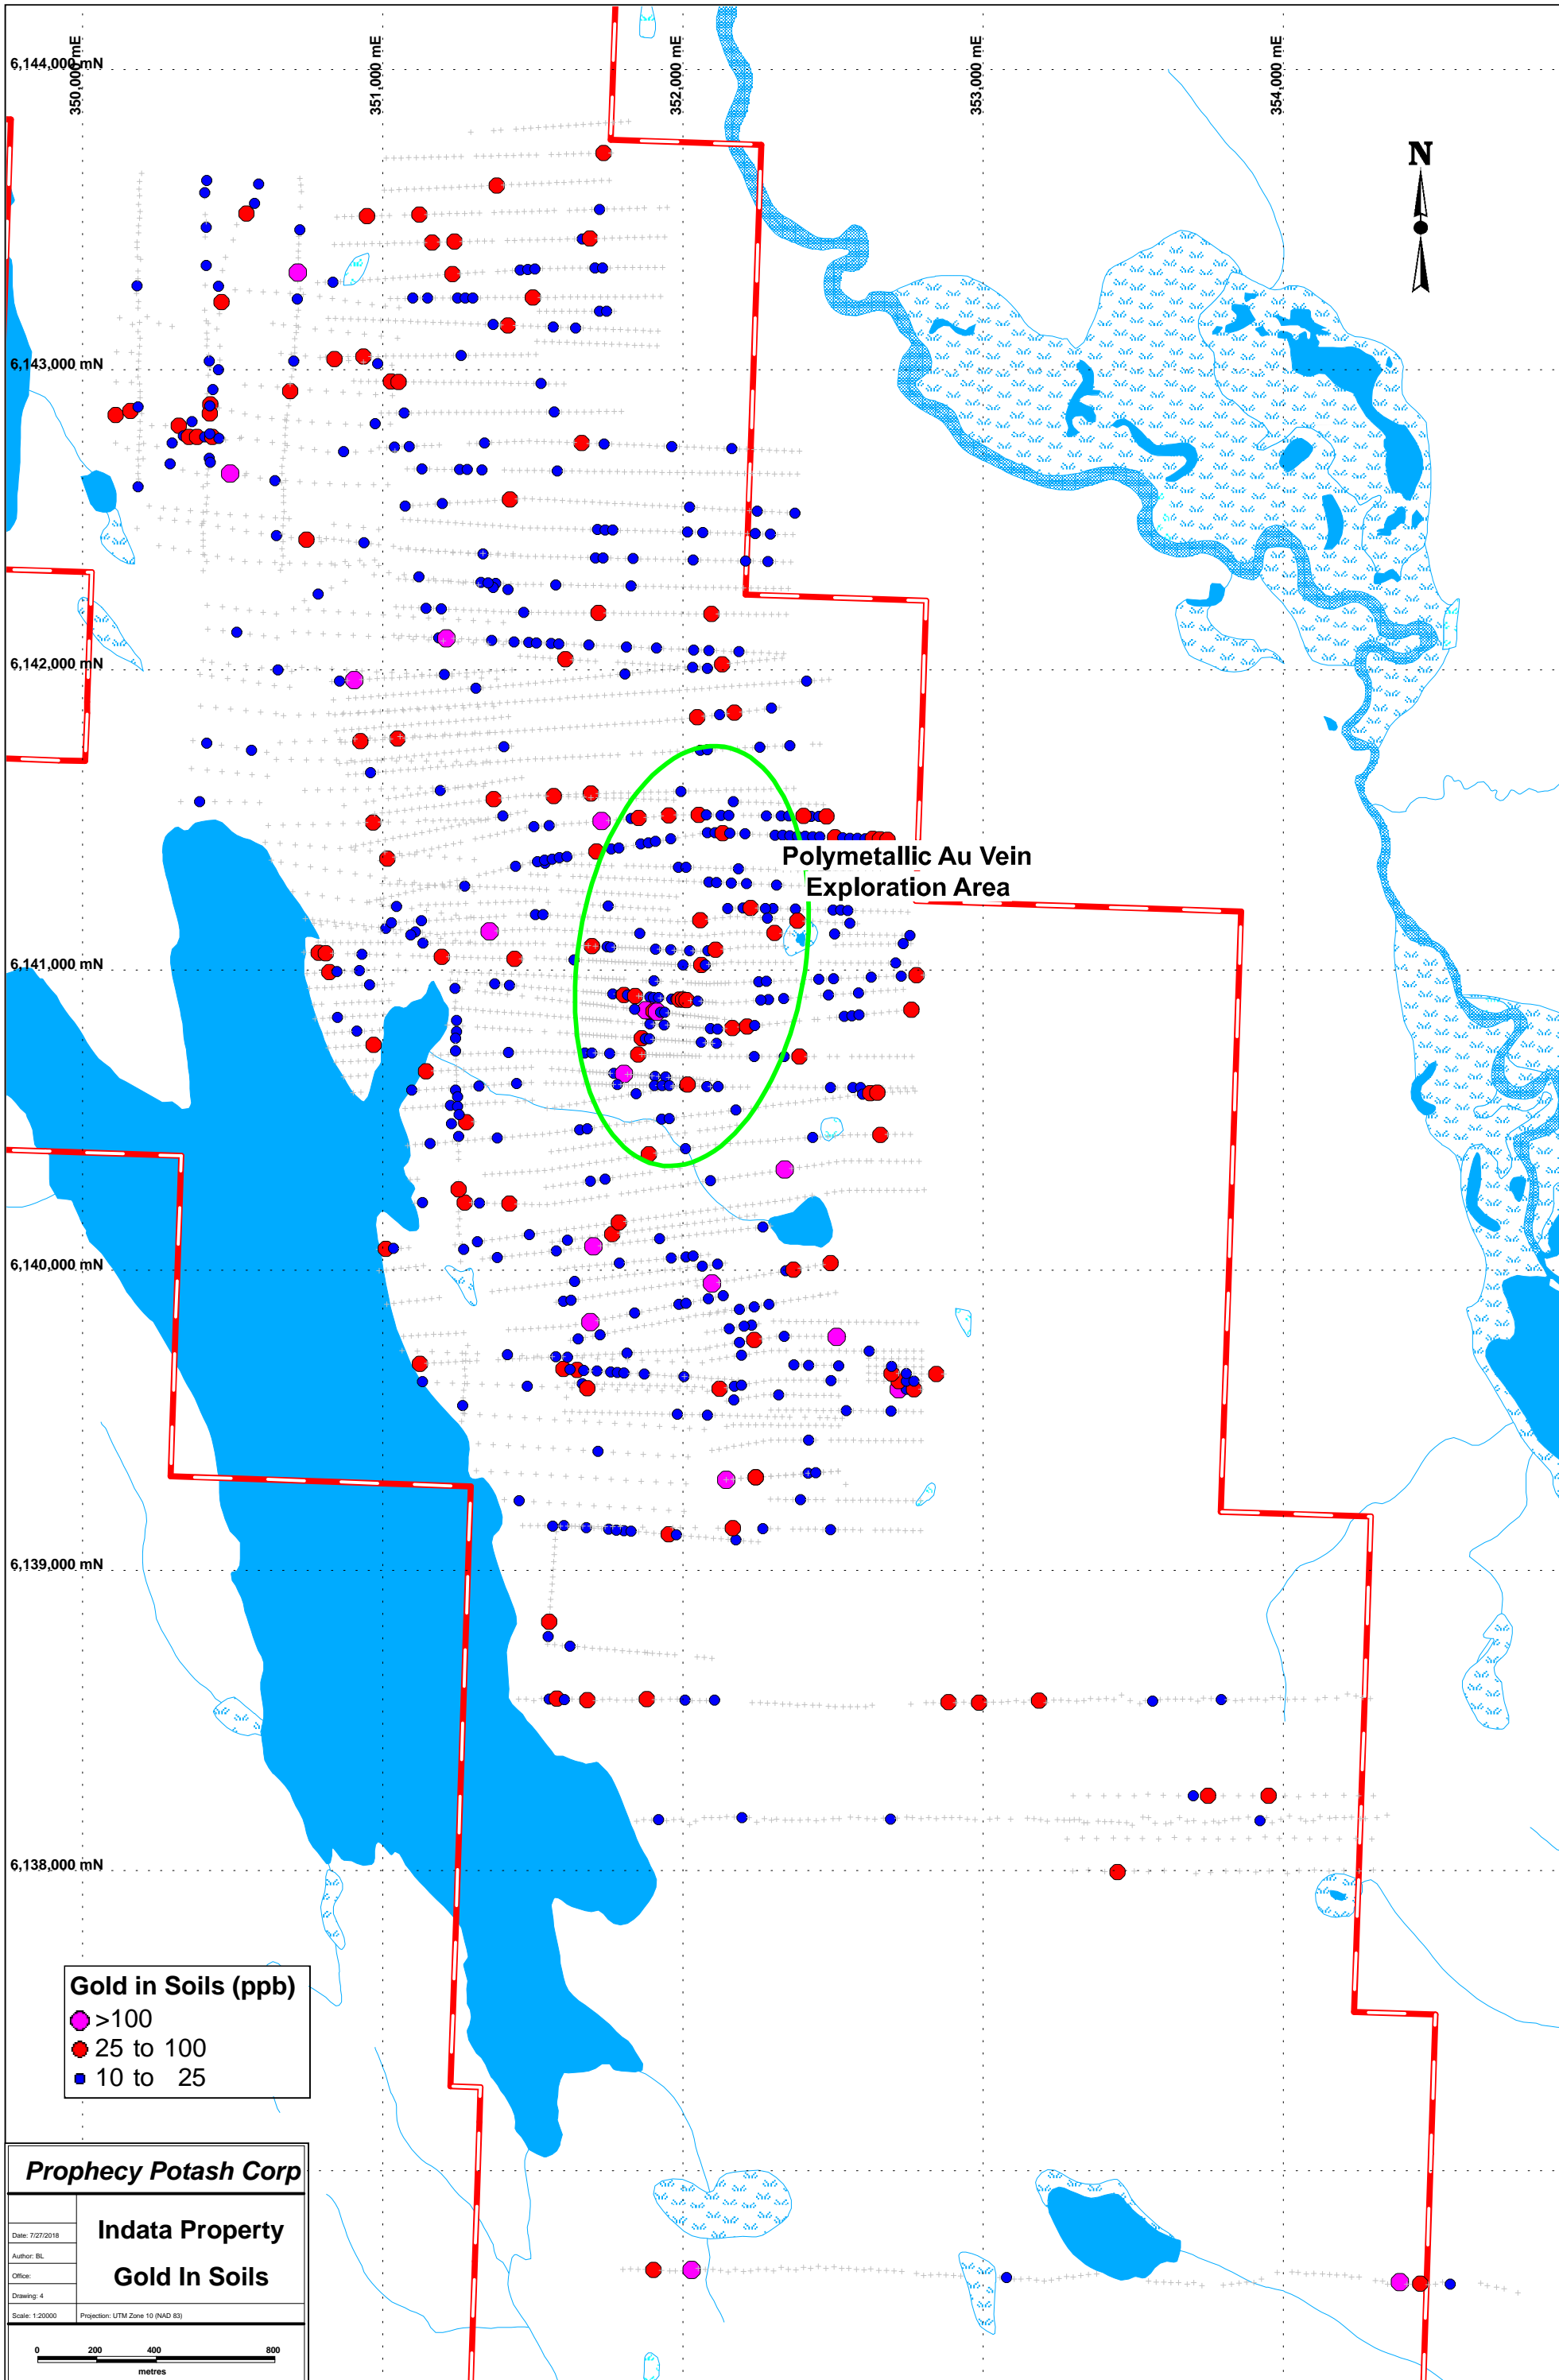 350,000 mE
351,000 mE
352,000 mE
353,000 mE
354,000 mE
6,144,000 mN
N
6,143,000 mN
6,142,000 mN
Polymetallic Au Vein
Exploration Area
6,141,000 mN
6,140,000 mN
6,139,000 mN
6,138,000 mN
Gold in Soils (ppb)
>100
25 to 100
10 to 25
Prophecy Potash Corp
Indata Property
Gold In Soils
Date: 7/27/2018
Author: BL
Office:
Drawing: 4
Scale: 1:20000
Projection: UTM Zone 10 (NAD 83)
0 200 400 800
metres